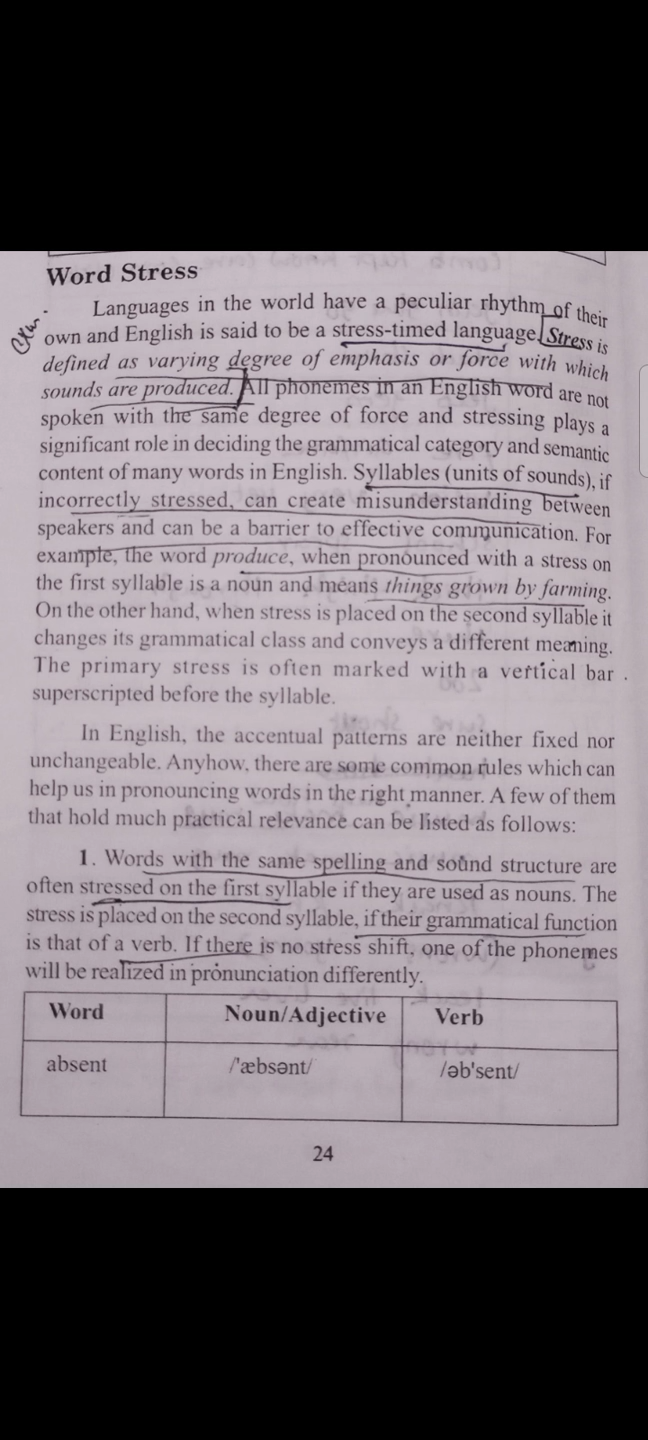 Word Stress
Languages in the world have a peculiar rhythm of their
own and English is said to be a stress-timed language. Stress is
defined as varying degree of emphasis or force with which
sounds are produced. All phonemes in an English word are not
spoken with the same degree of force and stressing plays a
significant role in deciding the grammatical category and semantic
content of many words in English. Syllables (units of sounds), if
incorrectly stressed, can create misunderstanding between
speakers and can be a barrier to effective communication. For
example, the word produce, when pronounced with a stress on
the first syllable is a noun and means things grown by farming.
On the other hand, when stress is placed on the second syllable it
changes its grammatical class and conveys a different meaning.
The primary stress is often marked with a vertical bar
superscripted before the syllable.
In English, the accentual patterns are neither fixed nor
unchangeable. Anyhow, there are some common rules which can
help us in pronouncing words in the right manner. A few of them
that hold much practical relevance can be listed as follows:
1. Words with the same spelling and sound structure are
often stressed on the first syllable if they are used as nouns. The
stress is placed on the second syllable, if their grammatical function
is that of a verb. If there is no stress shift, one of the phonemes
will be realized in pronunciation differently.
Word Noun/Adjective Verb
absent /'æbsənt/ /əb'sent/
24